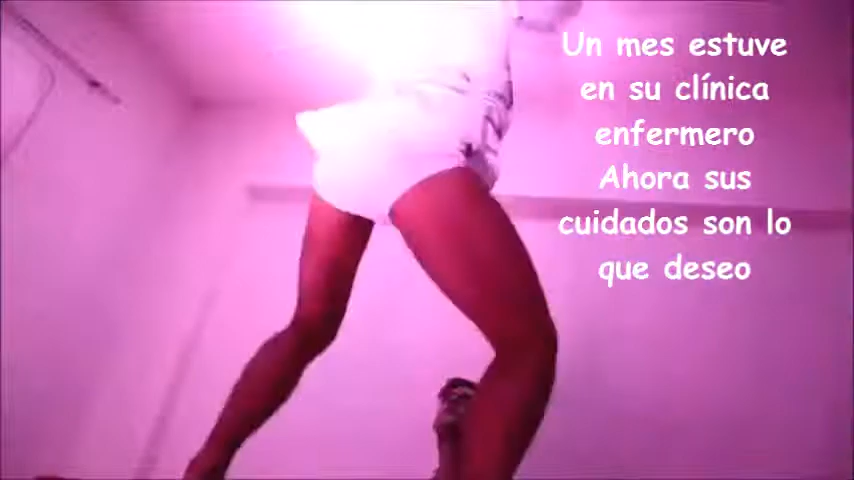 Un mes estuve
en su clínica
enfermero
Ahora sus
cuidados son lo
que deseo